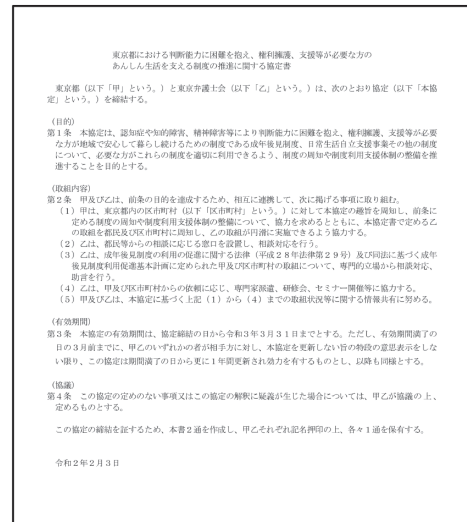 東京都における判断能力に困難を抱え、権利擁護、支援等が必要な方の
あんしん生活を支える制度の推進に関する協定書
東京都（以下「甲」という。）と東京弁護士会（以下「乙」という。）は、次のとおり協定（以下「本協
定」という。）を締結する。
（目的）
第１条　本協定は、認知症や知的障害、精神障害等により判断能力に困難を抱え、権利擁護、支援等が必要
な方が地域で安心して暮らし続けるための制度である成年後見制度、日常生活自立支援事業その他の制度
について、必要な方がこれらの制度を適切に利用できるよう、制度の周知や制度利用支援体制の整備を推
進することを目的とする。
（取組内容）
第２条　甲及び乙は、前条の目的を達成するため、相互に連携して、次に掲げる事項に取り組む。
（１）甲は、東京都内の区市町村（以下「区市町村」という。）に対して本協定の趣旨を周知し、前条に
定める制度の周知や制度利用支援体制の整備について、協力を求めるとともに、本協定書で定める乙
の取組を都民及び区市町村に周知し、乙の取組が円滑に実施できるよう協力する。
（２）乙は、都民等からの相談に応じる窓口を設置し、相談対応を行う。
（３）乙は、成年後見制度の利用の促進に関する法律（平成２８年法律第２９号）及び同法に基づく成年
後見制度利用促進基本計画に定められた甲及び区市町村の取組について、専門的立場から相談対応、
助言を行う。
（４）乙は、甲及び区市町村からの依頼に応じ、専門家派遣、研修会、セミナー開催等に協力する。
（５）甲及び乙は、本協定に基づく上記（１）から（４）までの取組状況等に関する情報共有に努める。
（有効期間）
第３条　本協定の有効期間は、協定締結の日から令和３年３月３１日までとする。ただし、有効期間満了の
日の３月前までに、甲乙のいずれかの者が相手方に対し、本協定を更新しない旨の特段の意思表示をしな
い限り、この協定は期間満了の日から更に１年間更新され効力を有するものとし、以降も同様とする。
（協議）
第４条　この協定の定めのない事項又はこの協定の解釈に疑義が生じた場合については、甲乙が協議の上、
定めるものとする。
この協定の締結を証するため、本書２通を作成し、甲乙それぞれ記名押印の上、各々１通を保有する。
令和２年２月３日